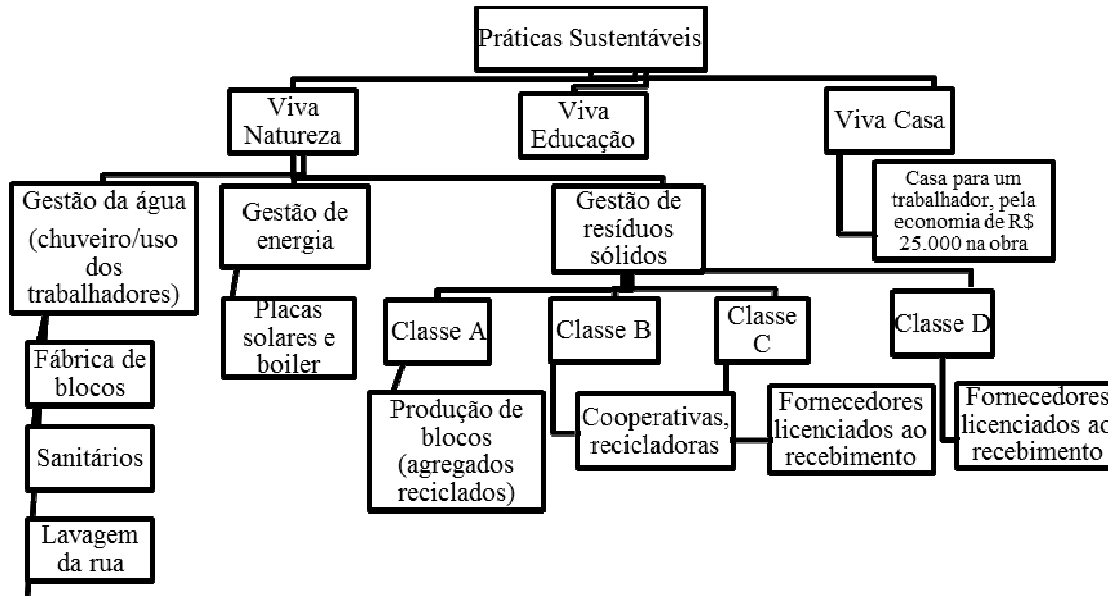 Práticas Sustentáveis
Viva
Natureza
Viva
Educação
Viva Casa
Gestão da água
(chuveiro/uso
dos
trabalhadores)
Fábrica de
blocos
Sanitários
Lavagem
da rua
Gestão de
energia
Placas
solares e
boiler
Gestão de
resíduos
sólidos
Classe A
Produção de
blocos
(agregados
reciclados)
Classe B
Cooperativas,
recicladoras
Classe
C
Fornecedores
licenciados ao
recebimento
Classe D
Fornecedores
licenciados ao
recebimento
Casa para um
trabalhador, pela
economia de R$
25.000 na obra